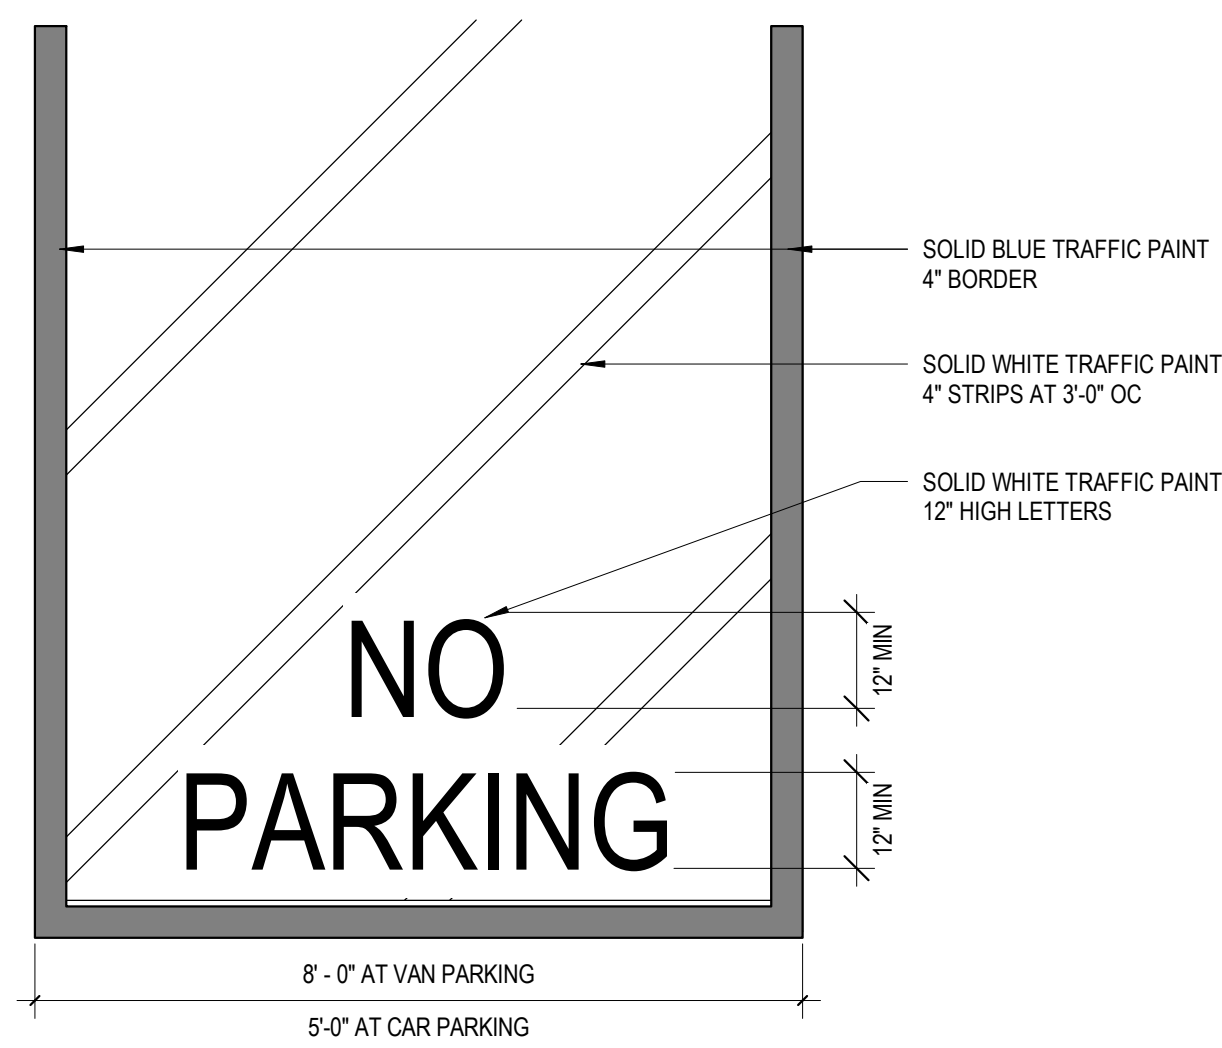 SOLID BLUE TRAFFIC PAINT
4" BORDER
SOLID WHITE TRAFFIC PAINT
4" STRIPS AT 3'-0" OC
SOLID WHITE TRAFFIC PAINT
12" HIGH LETTERS
NO
12" MIN
PARKING
12" MIN
8' - 0" AT VAN PARKING
5'-0" AT CAR PARKING